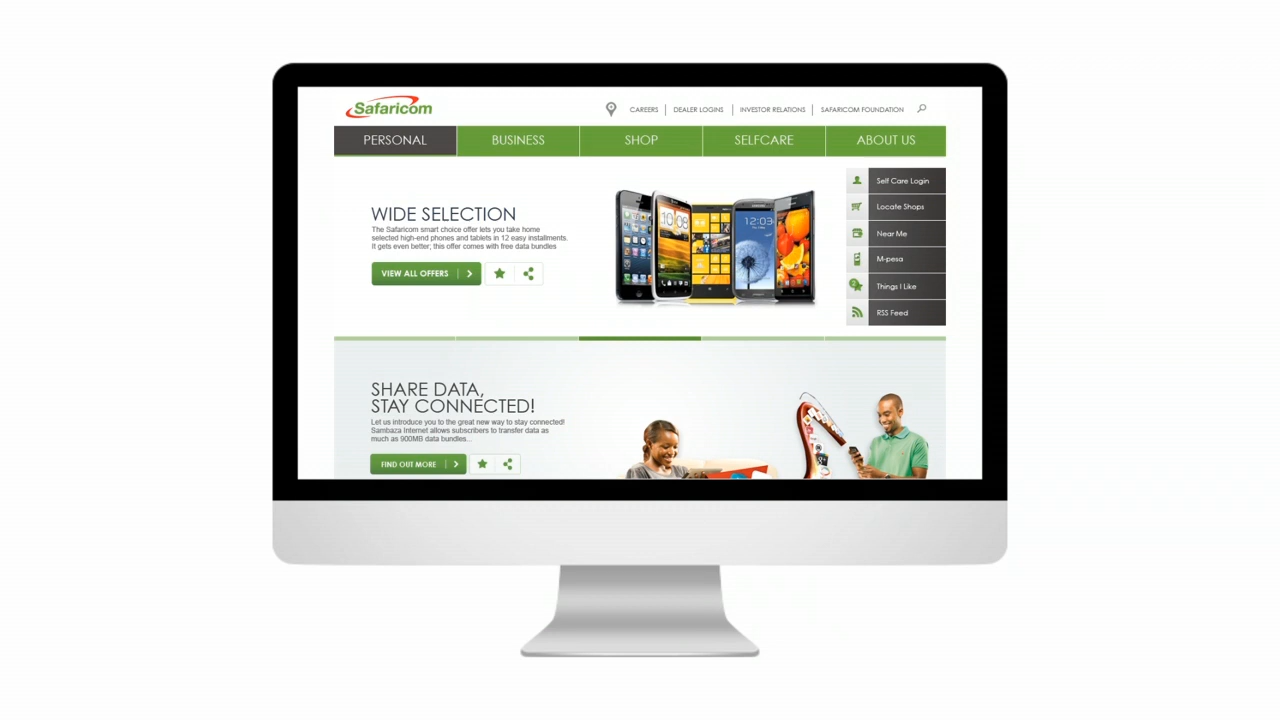 Safaricom
CAREERS | DEALER LOGINS | INVESTOR RELATIONS | SAFARICOM FOUNDATION
PERSONAL BUSINESS SHOP SELFCARE ABOUT US
WIDE SELECTION
The Safaricom smart choice offer lets you take home
selected high-end phones and tablets in 12 easy installments.
It gets even better; this offer comes with free data bundles
VIEW ALL OFFERS
12:03
Self Care Login
Locate Shops
Near Me
M-pesa
Things I Like
RSS Feed
SHARE DATA,
STAY CONNECTED!
Let us introduce you to the great new way to stay connected!
Sambaza Internet allows subscribers to transfer data as
much as 900MB data bundles...
FIND OUT MORE